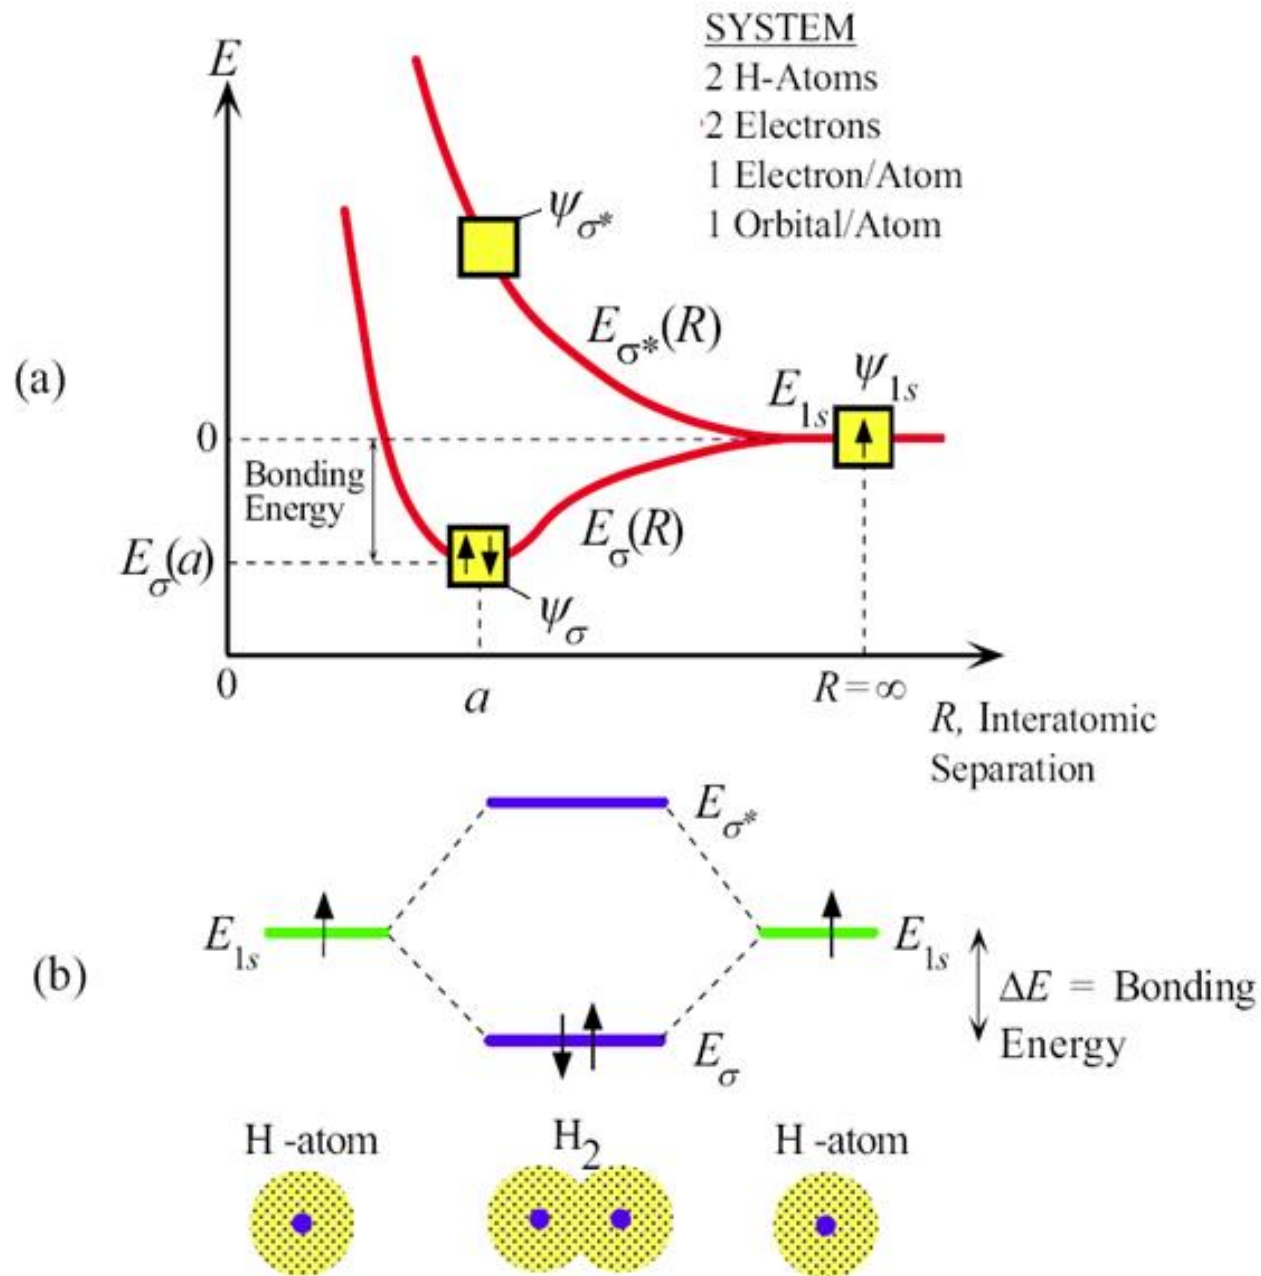 SYSTEM
2 H-Atoms
2 Electrons
1 Electron/Atom
1 Orbital/Atom
E
ψσ*
Eσ*(R)
(a)
E1s
ψ1s
0
Bonding
Energy
Eσ(R)
Eσ(a)
ψσ
0
a
R = ∞
R, Interatomic
Separation
Eσ*
E1s
E1s
(b)
ΔE = Bonding
Energy
Eσ
H -atom
H2
H -atom